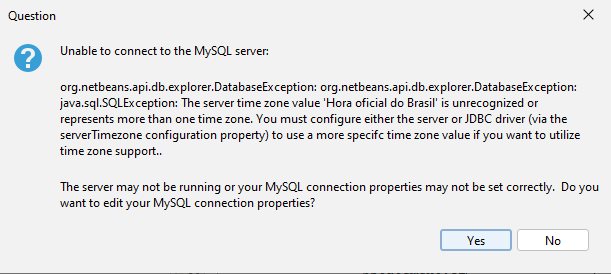 Question
Unable to connect to the MySQL server:
org.netbeans.api.db.explorer.DatabaseException: org.netbeans.api.db.explorer.DatabaseException:
java.sql.SQLException: The server time zone value 'Hora oficial do Brasil' is unrecognized or
represents more than one time zone. You must configure either the server or JDBC driver (via the
serverTimezone configuration property) to use a more specifc time zone value if you want to utilize
time zone support..
The server may not be running or your MySQL connection properties may not be set correctly.  Do you
want to edit your MySQL connection properties?
Yes
No